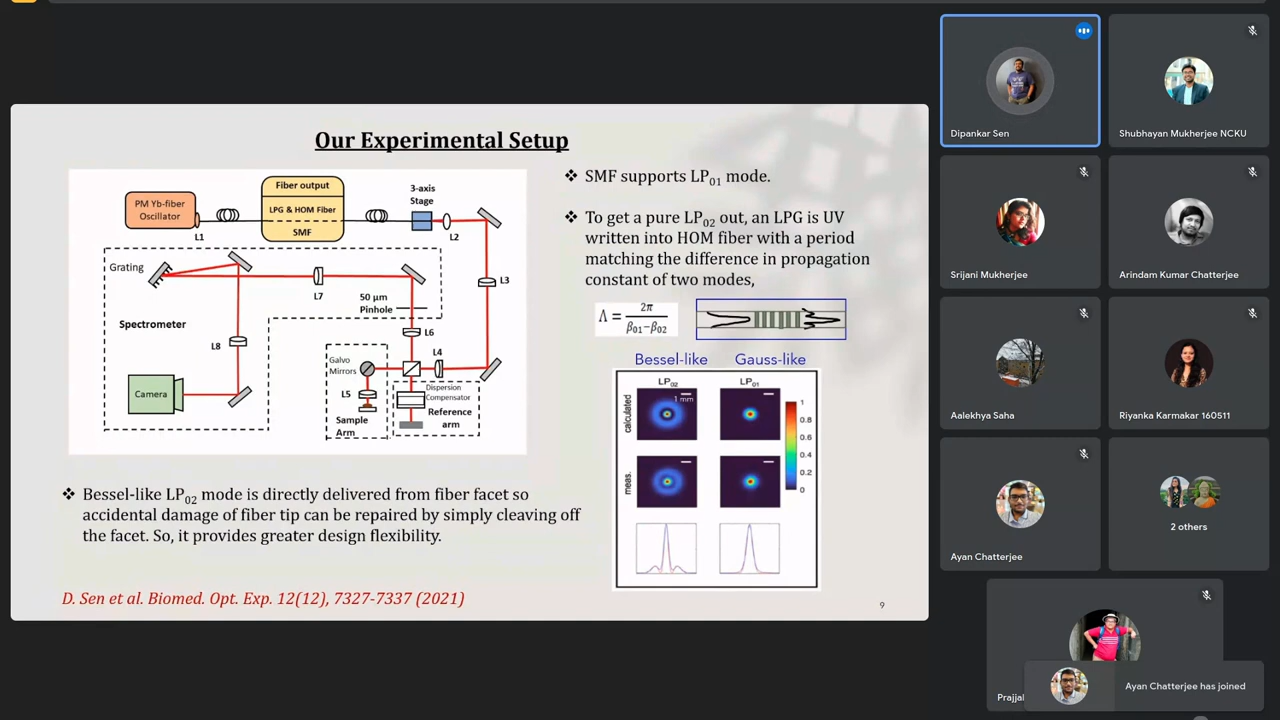 Our Experimental Setup
PM Yb-fiber
Oscillator
L1
Fiber output
LPG & HOM Fiber
SMF
3-axis
Stage
L2
L3
Grating
L7
50 µm
Pinhole
L6
Spectrometer
L8
Camera
Galvo
Mirrors
L5
Sample
Arm
L4
Dispersion
Compensator
Reference
arm
❖ SMF supports LP01 mode.
❖ To get a pure LP02 out, an LPG is UV
written into HOM fiber with a period
matching the difference in propagation
constant of two modes,
Λ = 2π / β01−β02
Bessel-like Gauss-like
LP02 LP01
1 mm
calculated
meas.
1
0.8
0.6
0.4
0.2
0
❖ Bessel-like LP02 mode is directly delivered from fiber facet so
accidental damage of fiber tip can be repaired by simply cleaving off
the facet. So, it provides greater design flexibility.
D. Sen et al. Biomed. Opt. Exp. 12(12), 7327-7337 (2021)
9
Dipankar Sen
Shubhayan Mukherjee NCKU
Srijani Mukherjee
Arindam Kumar Chatterjee
Aalekhya Saha
Riyanka Karmakar 160511
Ayan Chatterjee
2 others
Prajjal
Ayan Chatterjee has joined